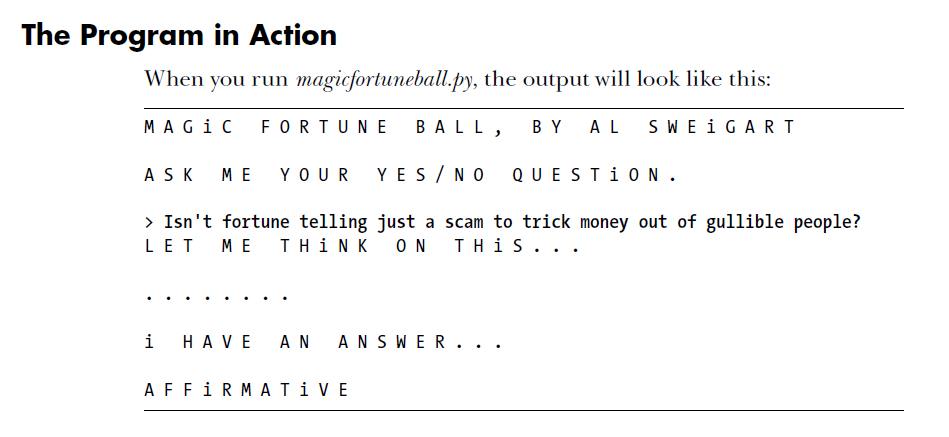 The Program in Action
When you run magicfortuneball.py, the output will look like this:
M A G i C   F O R T U N E   B A L L ,   B Y   A L   S W E i G A R T
A S K   M E   Y O U R   Y E S / N O   Q U E S T i O N .
> Isn't fortune telling just a scam to trick money out of gullible people?
L E T   M E   T H i N K   O N   T H i S . . .
. . . . . . . .
i   H A V E   A N   A N S W E R . . .
A F F i R M A T i V E